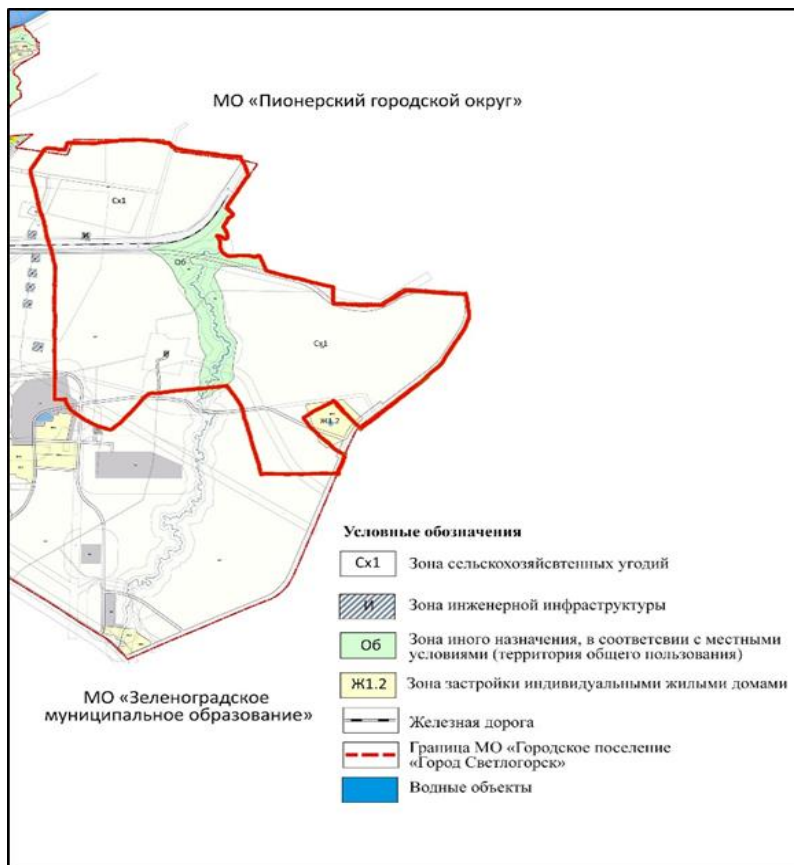 МО «Пионерский городской округ»
Сх1
И
Об
Сх1
И
Ж1.2
Условные обозначения
Сх1 Зона сельскохозяйсвтенных угодий
И Зона инженерной инфраструктуры
Об Зона иного назначения, в соответсвии с местными
условиями (территория общего пользования)
Ж1.2 Зона застройки индивидуальными жилыми домами
Железная дорога
Граница МО «Городское поселение
«Город Светлогорск»
Водные объекты
МО «Зеленоградское
муниципальное образование»